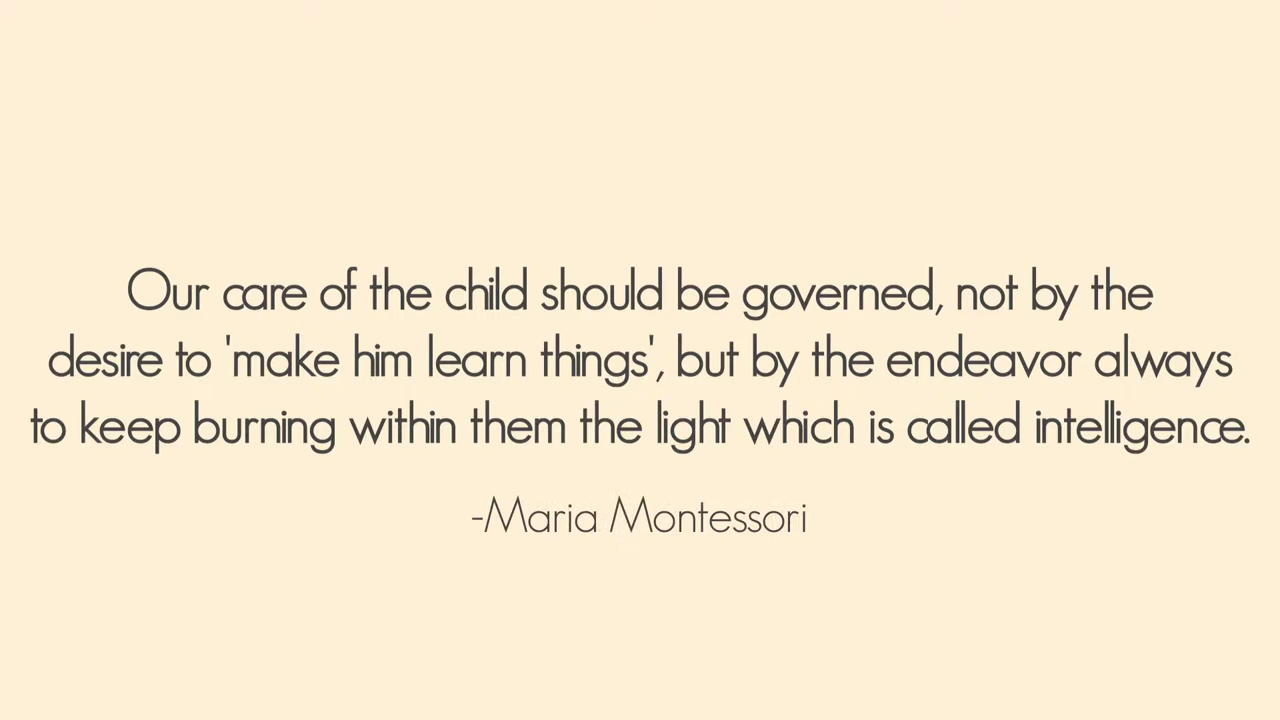 Our care of the child should be governed, not by the
desire to 'make him learn things', but by the endeavor always
to keep burning within them the light which is called intelligence.
-Maria Montessori